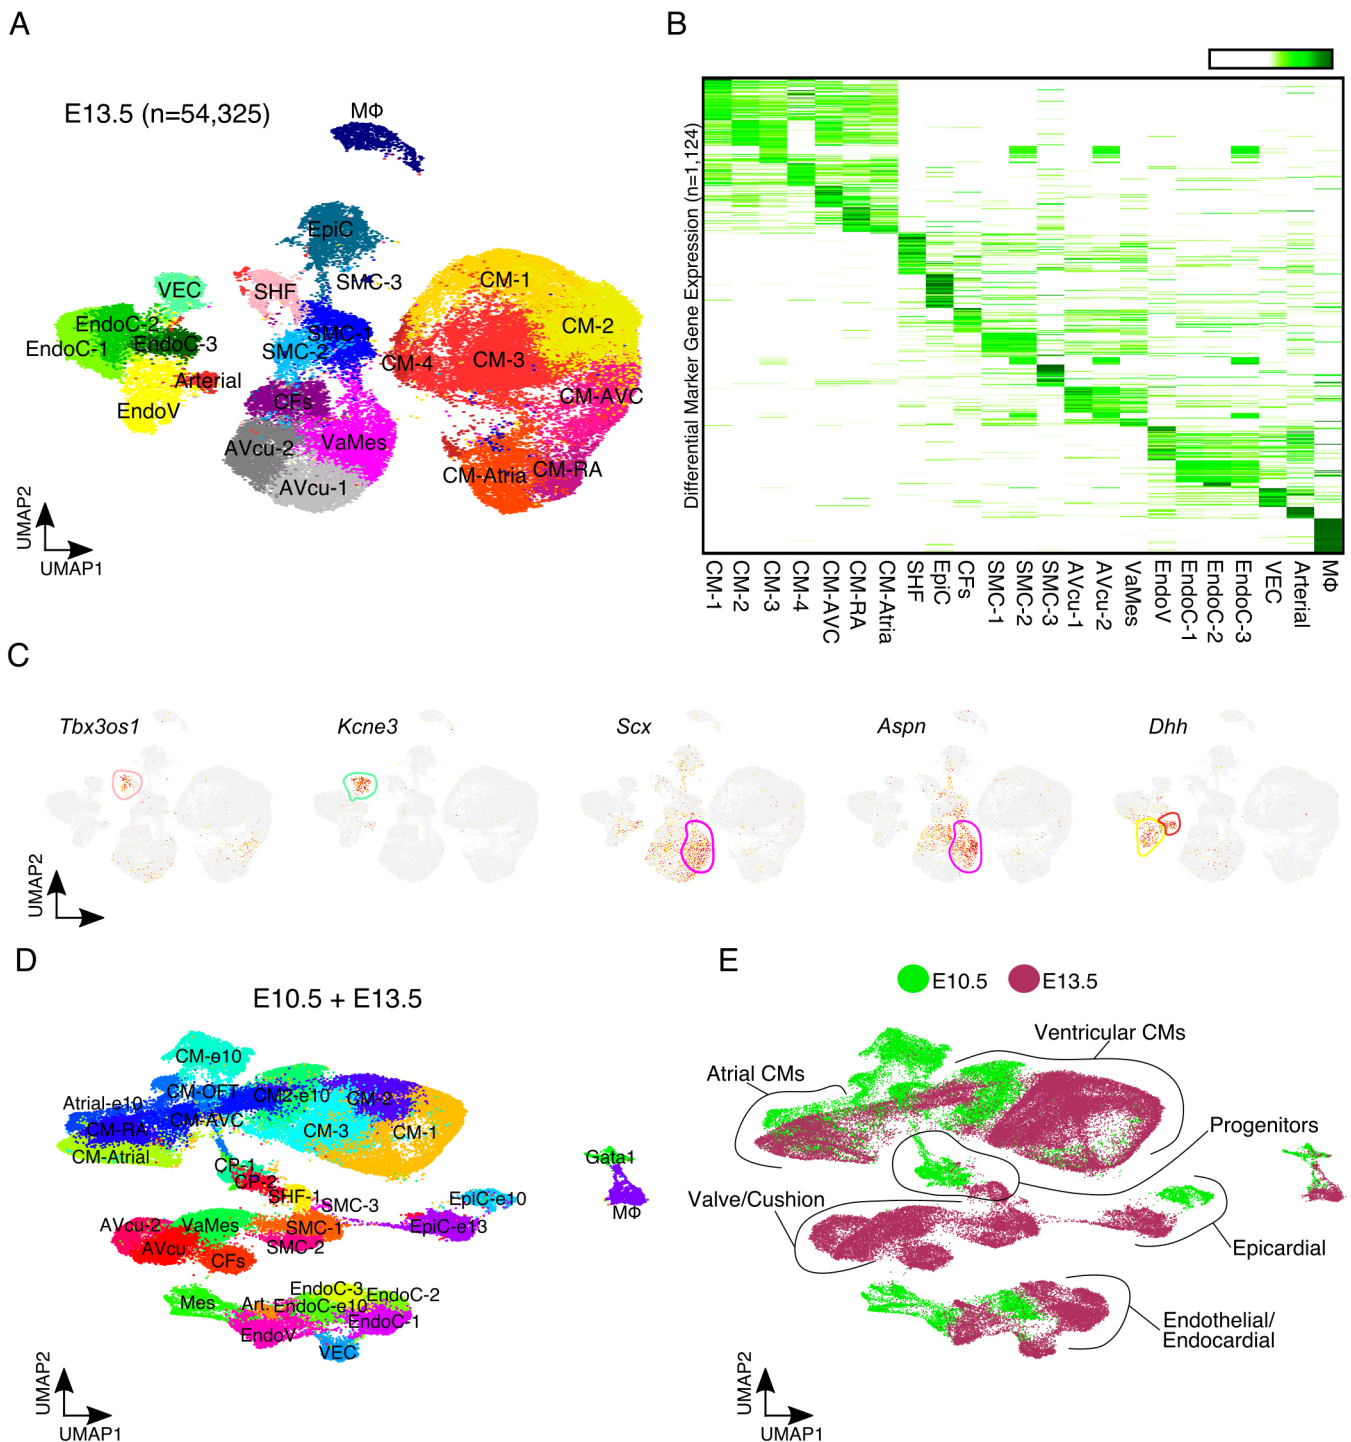 A
E13.5 (n=54,325)
MΦ
EpiC
SMC-3
VEC
SHF
CM-1
EndoC-2
SMC-1
CM-2
EndoC-1
EndoC-3
SMC-2
CM-4
CM-3
Arterial
CFs
CM-AVC
EndoV
AVcu-2
VaMes
CM-Atria
CM-RA
AVcu-1
UMAP2
UMAP1
B
Differential Marker Gene Expression (n=1,124)
CM-1
CM-2
CM-3
CM-4
CM-AVC
CM-RA
CM-Atria
SHF
EpiC
CFs
SMC-1
SMC-2
SMC-3
AVcu-1
AVcu-2
VaMes
EndoV
EndoC-1
EndoC-2
EndoC-3
VEC
Arterial
MΦ
C
Tbx3os1
Kcne3
Scx
Aspn
Dhh
UMAP2
UMAP1
D
E10.5 + E13.5
CM-e10
CM-OFT
Atrial-e10
CM2-e10
CM-2
CM-AVC
CM-RA
CM-3
CM-1
CM-Atrial
CP-1
CP-2
Gata1
SHF-1
SMC-3
EpiC-e10
MΦ
AVcu-2
VaMes
SMC-1
EpiC-e13
AVcu
SMC-2
CFs
EndoC-3
Mes
Art.
EndoC-e10
EndoC-2
EndoC-1
EndoV
VEC
UMAP2
UMAP1
E
E10.5
E13.5
Ventricular CMs
Atrial CMs
Progenitors
Valve/Cushion
Epicardial
Endothelial/
Endocardial
UMAP2
UMAP1